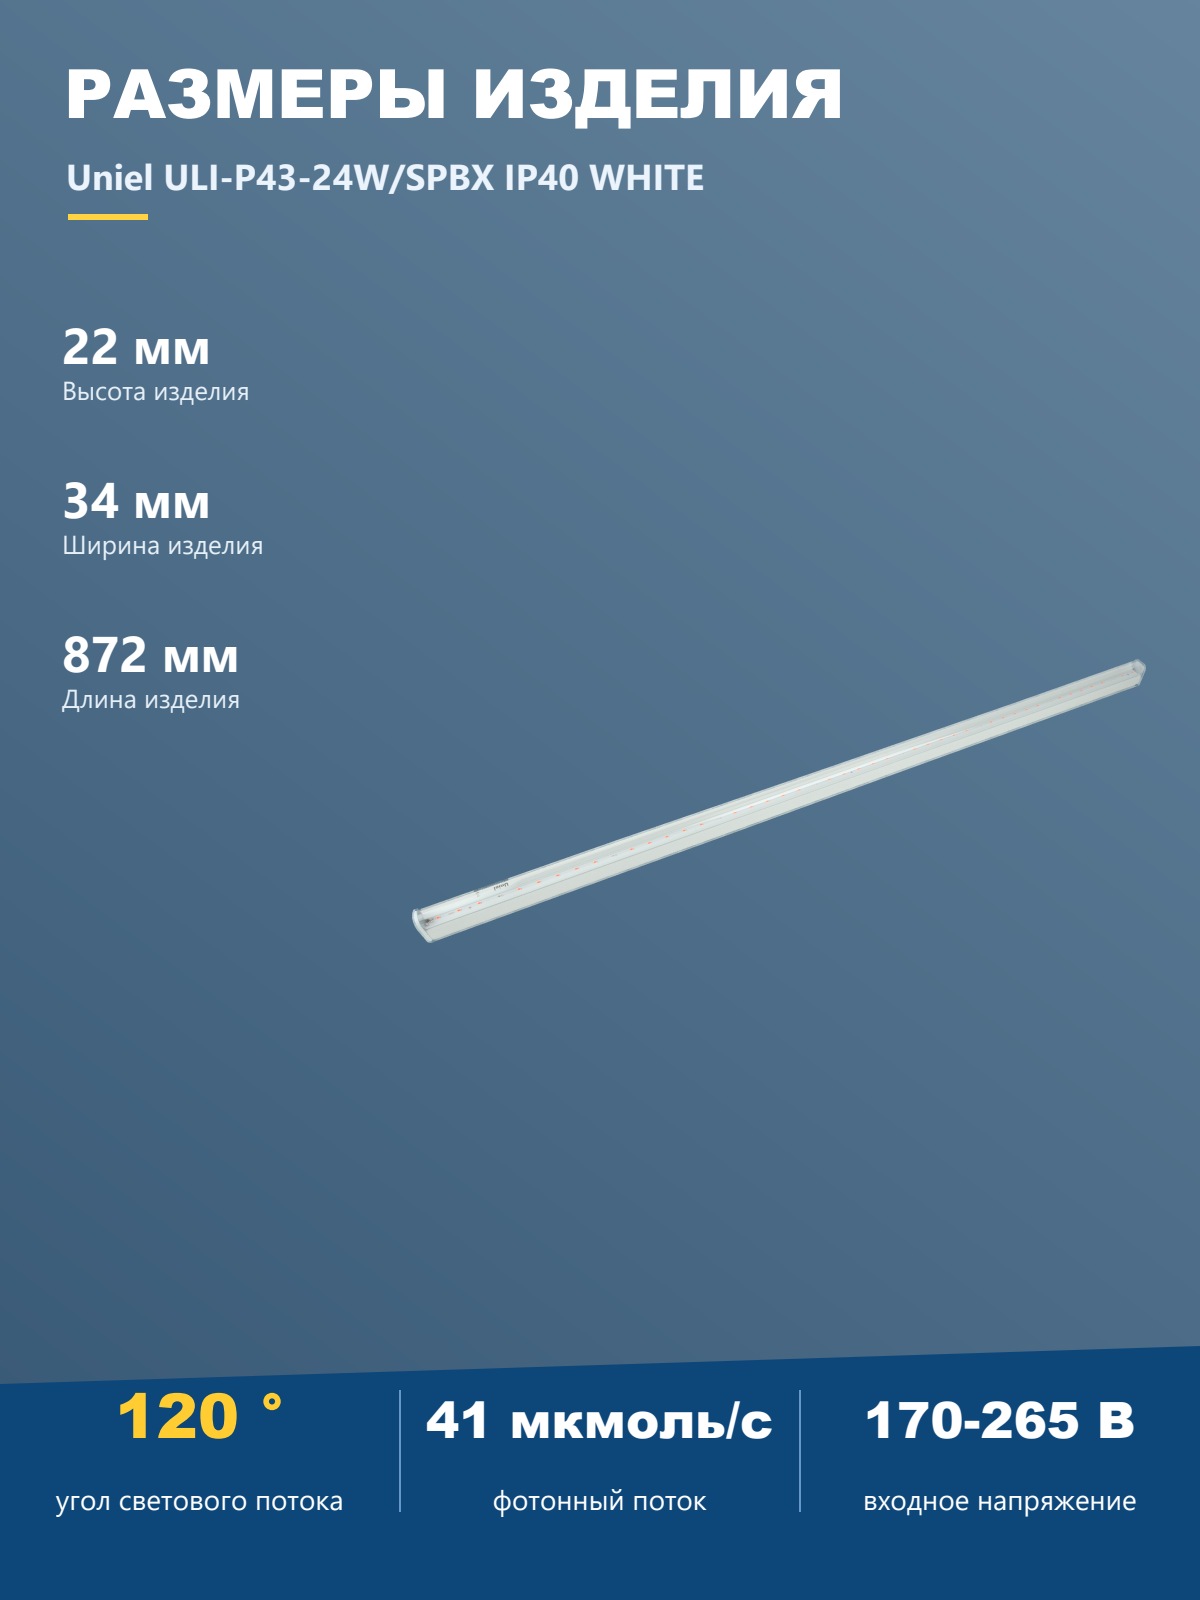 РАЗМЕРЫ ИЗДЕЛИЯ
Uniel ULI-P43-24W/SPBX IP40 WHITE
22 мм
Высота изделия
34 мм
Ширина изделия
872 мм
Длина изделия
Uniel
120 °
угол светового потока
41 мкмоль/с
фотонный поток
170-265 В
входное напряжение